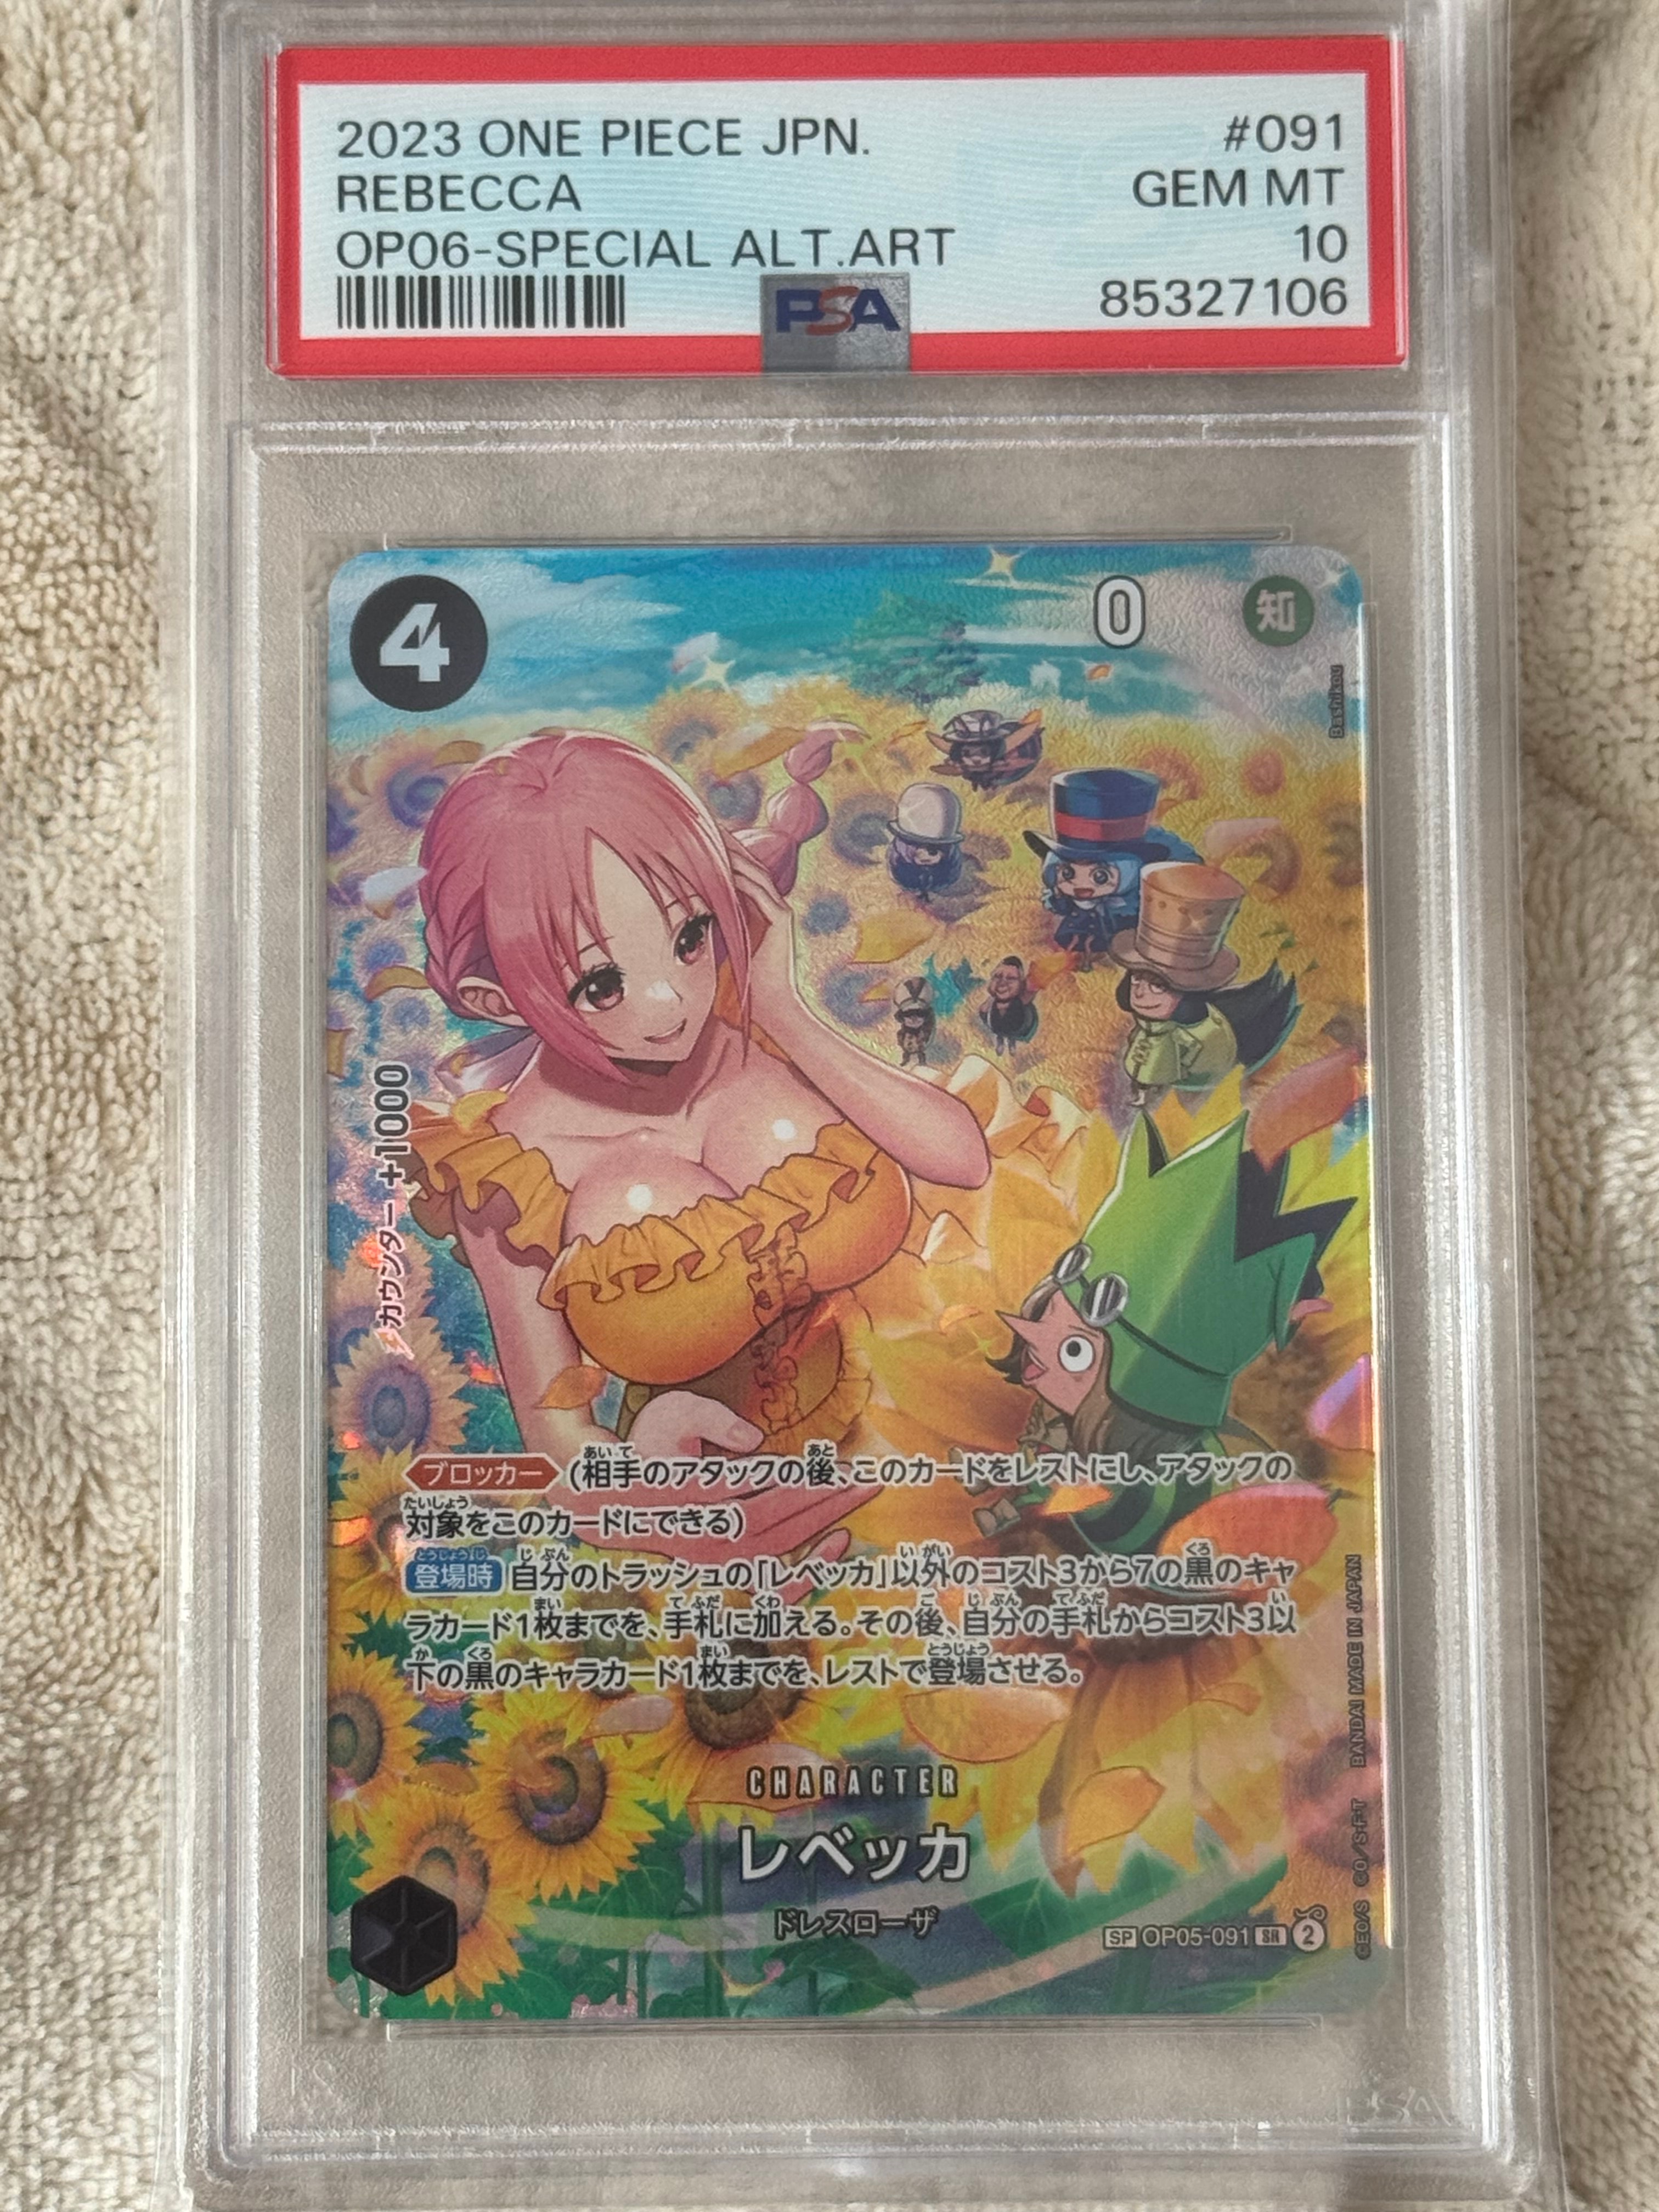 2023 ONE PIECE JPN. #091
REBECCA GEM MT
OP06-SPECIAL ALT.ART 10
85327106
PSA
4
0
知
Bashikou
カウンター +1000
ブロッカー (相手のアタックの後、このカードをレストにし、アタックの
対象をこのカードにできる)
登場時 自分のトラッシュの「レベッカ」以外のコスト3から7の黒のキャ
ラカード1枚までを、手札に加える。その後、自分の手札からコスト3以
下の黒のキャラカード1枚までを、レストで登場させる。
CHARACTER
レベッカ
ドレスローザ
SP OP05-091 SR 2
©EO/S ©O/S・F・T BANDAI MADE IN JAPAN
PSA